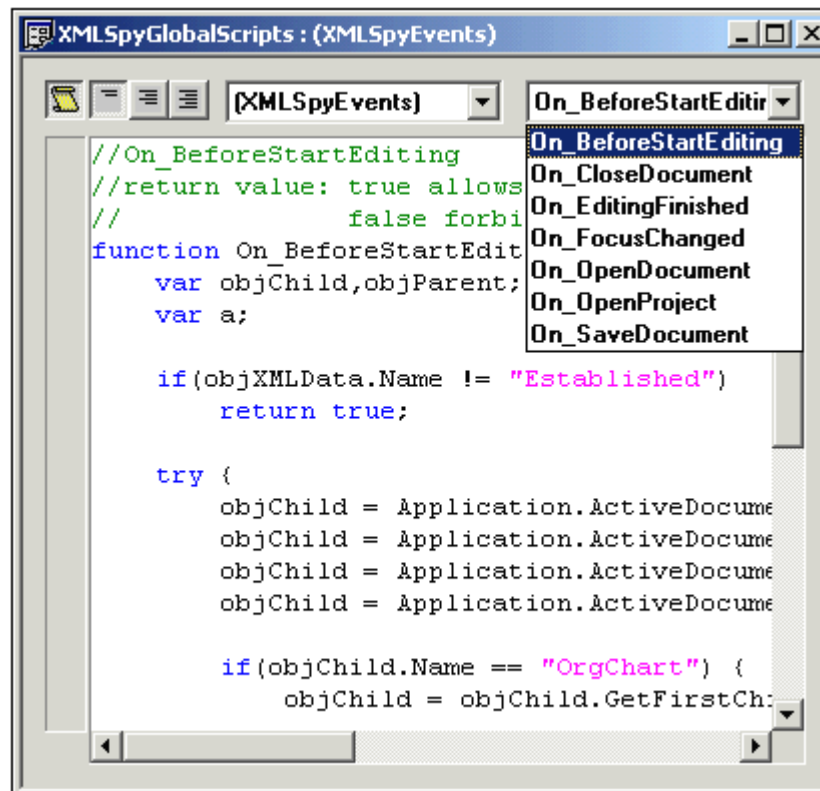 XMLSpyGlobalScripts : (XMLSpyEvents)
(XMLSpyEvents)
On_BeforeStartEditir
On_BeforeStartEditing
On_CloseDocument
On_EditingFinished
On_FocusChanged
On_OpenDocument
On_OpenProject
On_SaveDocument
//On_BeforeStartEditing
//return value: true allows
// false forbi
function On_BeforeStartEdit
var objChild,objParent;
var a;
if(objXMLData.Name != "Established")
return true;
try {
objChild = Application.ActiveDocume
objChild = Application.ActiveDocume
objChild = Application.ActiveDocume
objChild = Application.ActiveDocume
if(objChild.Name == "OrgChart") {
objChild = objChild.GetFirstChi